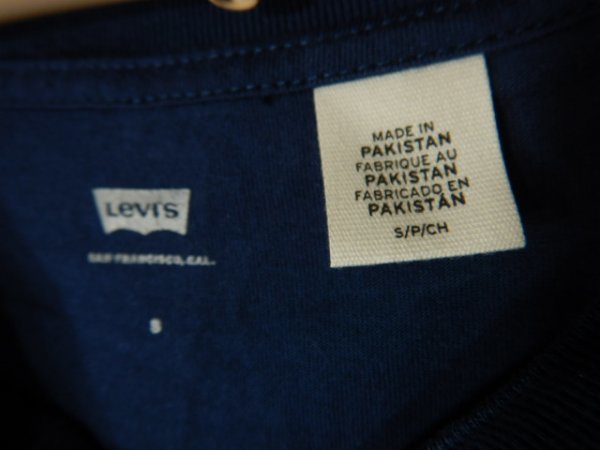 MADE IN
PAKISTAN
FABRIQUE AU
PAKISTAN
FABRICADO EN
PAKISTÁN
S/P/CH
Levi's
SAN FRANCISCO, CAL.
S